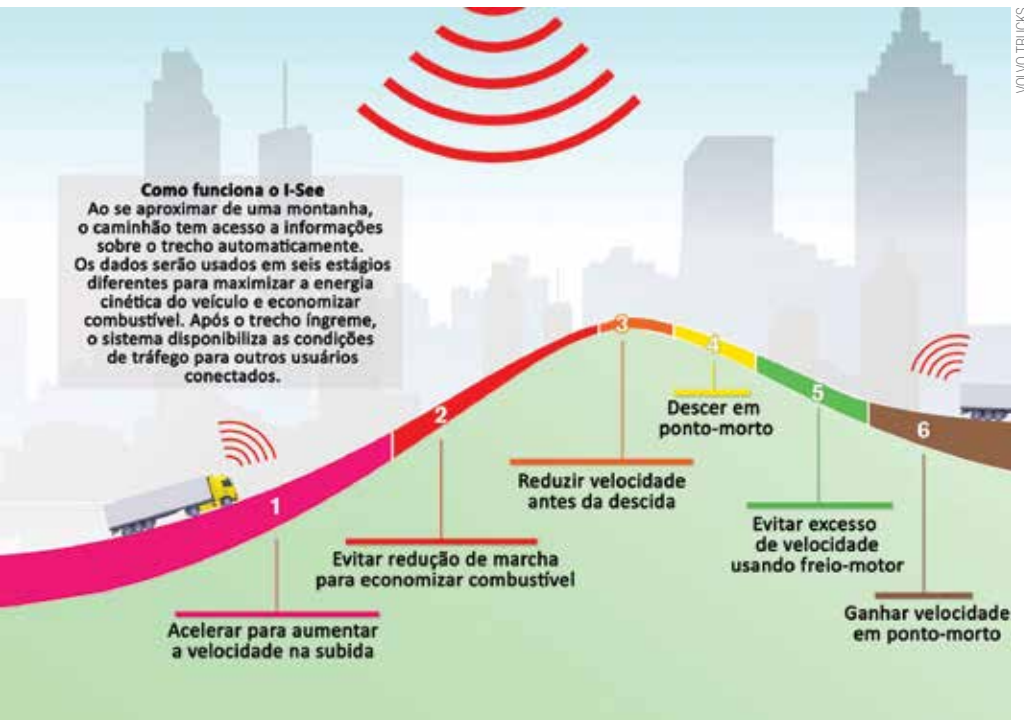 VOLVO TRUCKS
Como funciona o I-See
Ao se aproximar de uma montanha,
o caminhão tem acesso a informações
sobre o trecho automaticamente.
Os dados serão usados em seis estágios
diferentes para maximizar a energia
cinética do veículo e economizar
combustível. Após o trecho íngreme,
o sistema disponibiliza as condições
de tráfego para outros usuários
conectados.
1
Acelerar para aumentar
a velocidade na subida
2
Evitar redução de marcha
para economizar combustível
3
Reduzir velocidade
antes da descida
4
Descer em
ponto-morto
5
Evitar excesso
de velocidade
usando freio-motor
6
Ganhar velocidade
em ponto-morto